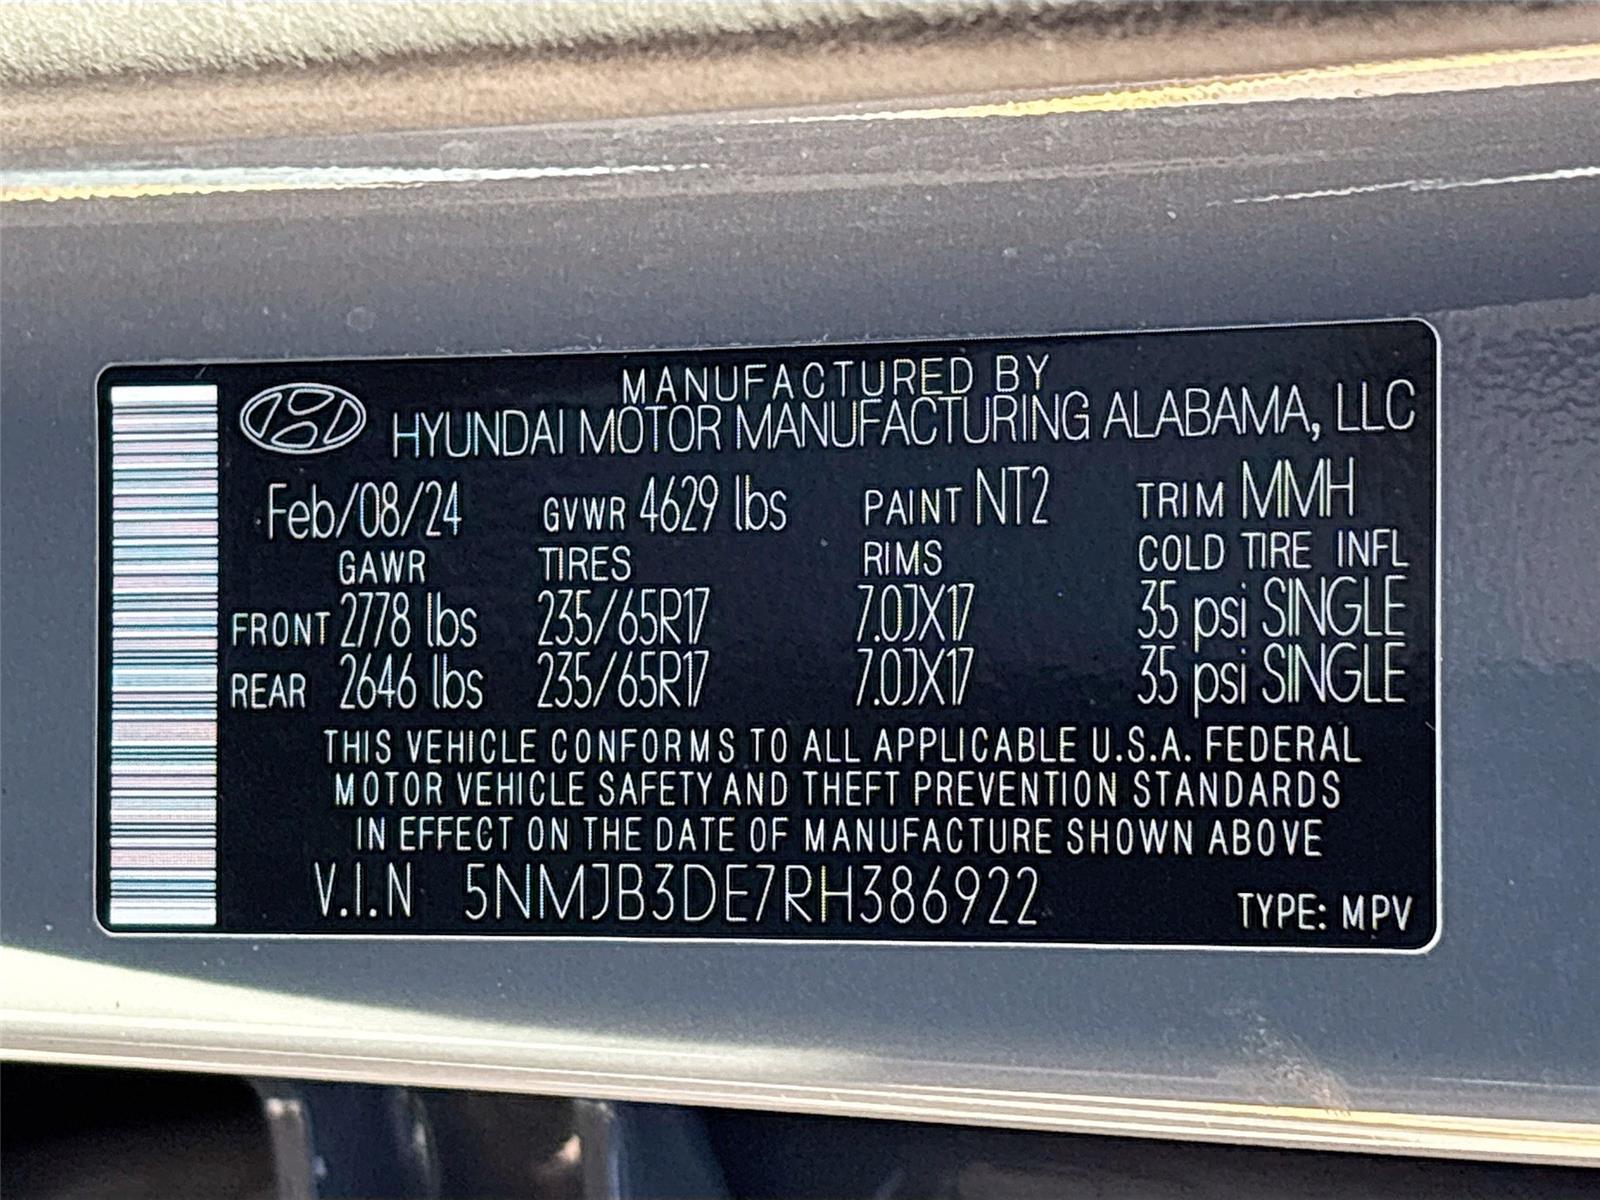 MANUFACTURED BY
HYUNDAI MOTOR MANUFACTURING ALABAMA, LLC
Feb/08/24 GVWR 4629 lbs PAINT NT2 TRIM MMH
GAWR TIRES RIMS COLD TIRE INFL
FRONT 2778 lbs 235/65R17 7.0JX17 35 psi SINGLE
REAR 2646 lbs 235/65R17 7.0JX17 35 psi SINGLE
THIS VEHICLE CONFORMS TO ALL APPLICABLE U.S.A. FEDERAL
MOTOR VEHICLE SAFETY AND THEFT PREVENTION STANDARDS
IN EFFECT ON THE DATE OF MANUFACTURE SHOWN ABOVE
V.I.N 5NMJB3DE7RH386922 TYPE: MPV